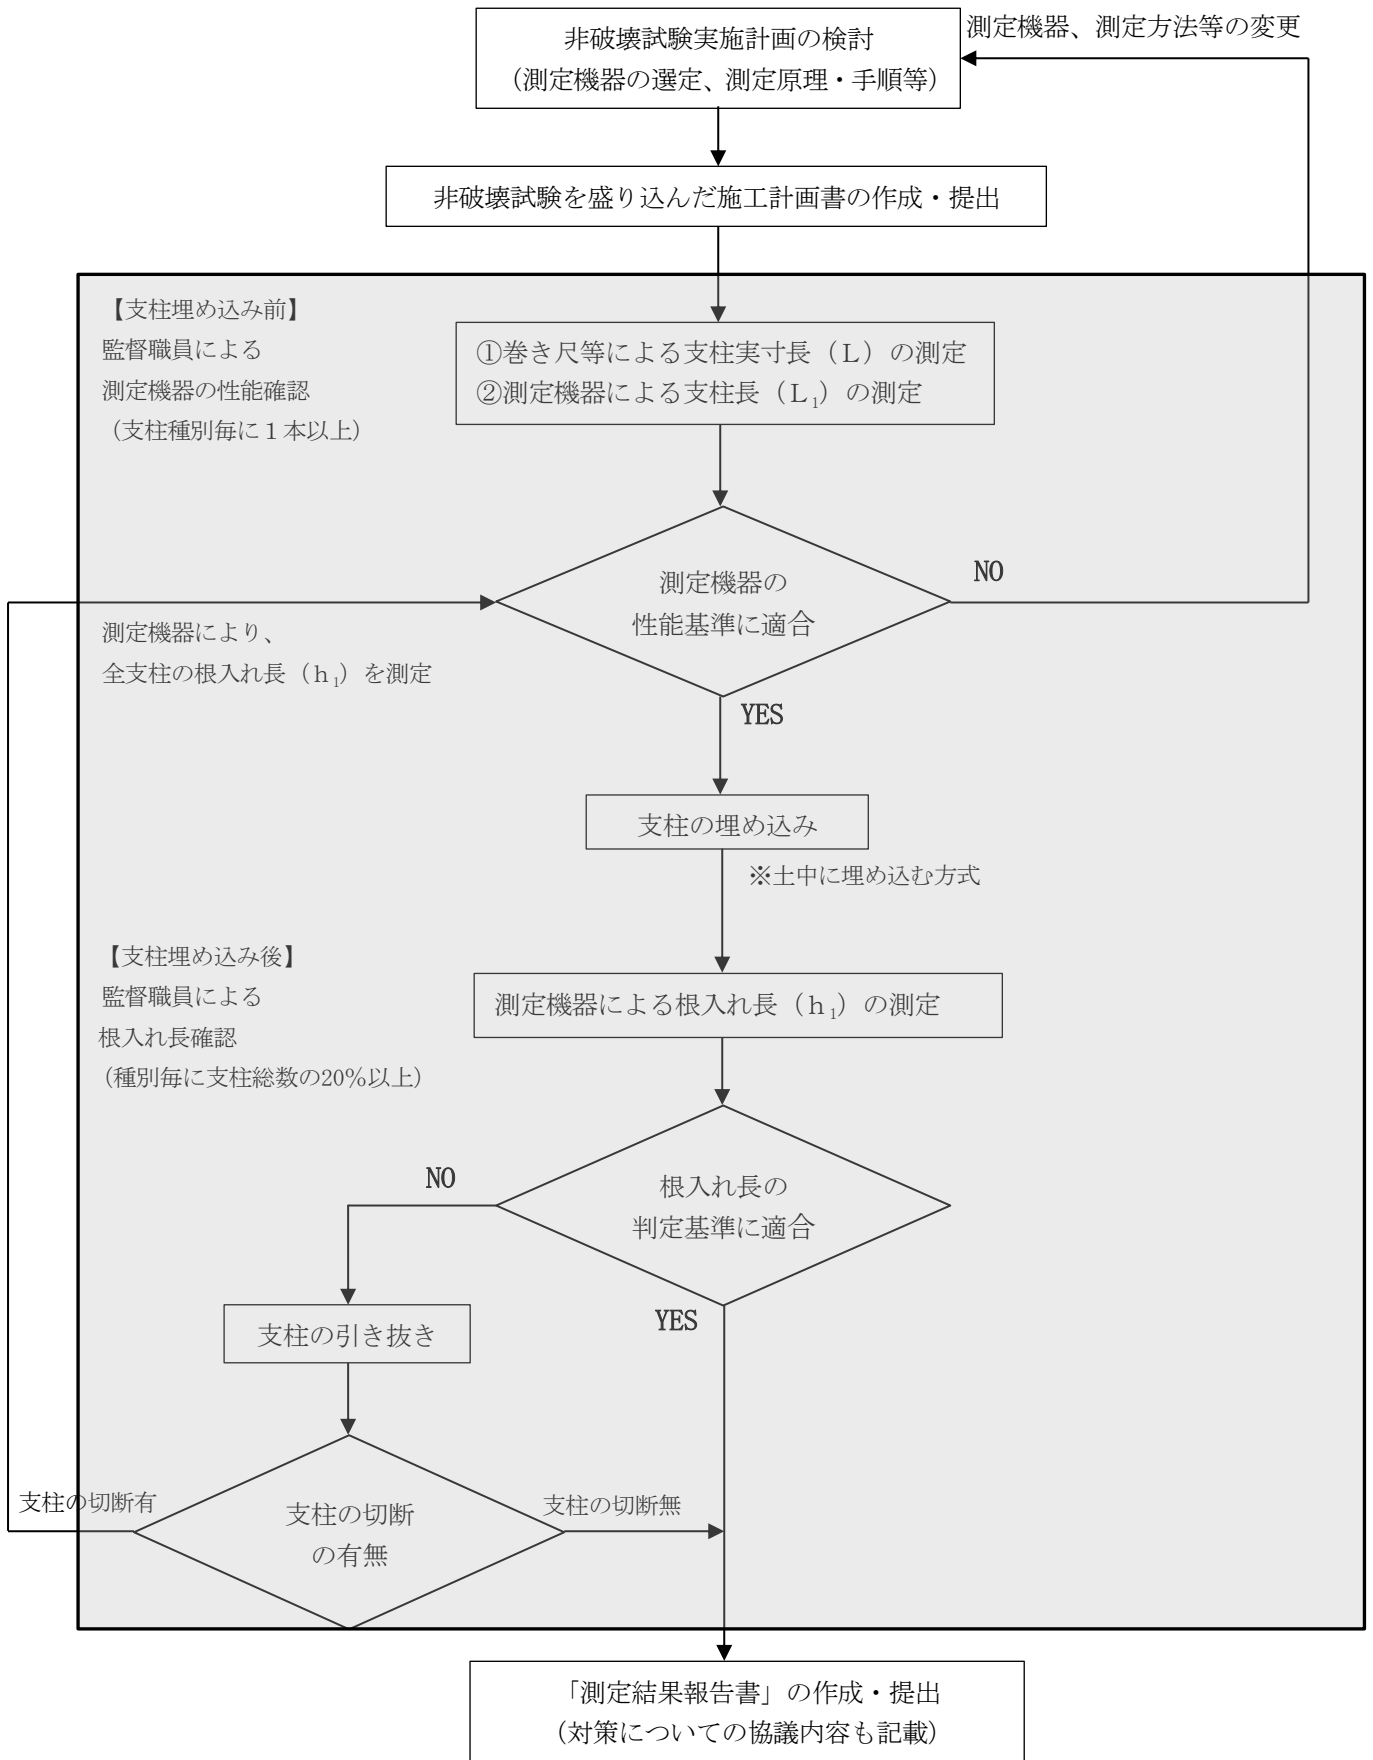 非破壊試験実施計画の検討
（測定機器の選定、測定原理・手順等）
測定機器、測定方法等の変更
非破壊試験を盛り込んだ施工計画書の作成・提出
【支柱埋め込み前】
監督職員による
測定機器の性能確認
（支柱種別毎に１本以上）
①巻き尺等による支柱実寸長（Ｌ）の測定
②測定機器による支柱長（Ｌ₁）の測定
測定機器の
性能基準に適合
NO
測定機器により、
全支柱の根入れ長（ｈ₁）を測定
YES
支柱の埋め込み
※土中に埋め込む方式
【支柱埋め込み後】
監督職員による
根入れ長確認
（種別毎に支柱総数の20％以上）
測定機器による根入れ長（ｈ₁）の測定
根入れ長の
判定基準に適合
NO
YES
支柱の引き抜き
支柱の切断有
支柱の切断
の有無
支柱の切断無
「測定結果報告書」の作成・提出
（対策についての協議内容も記載）